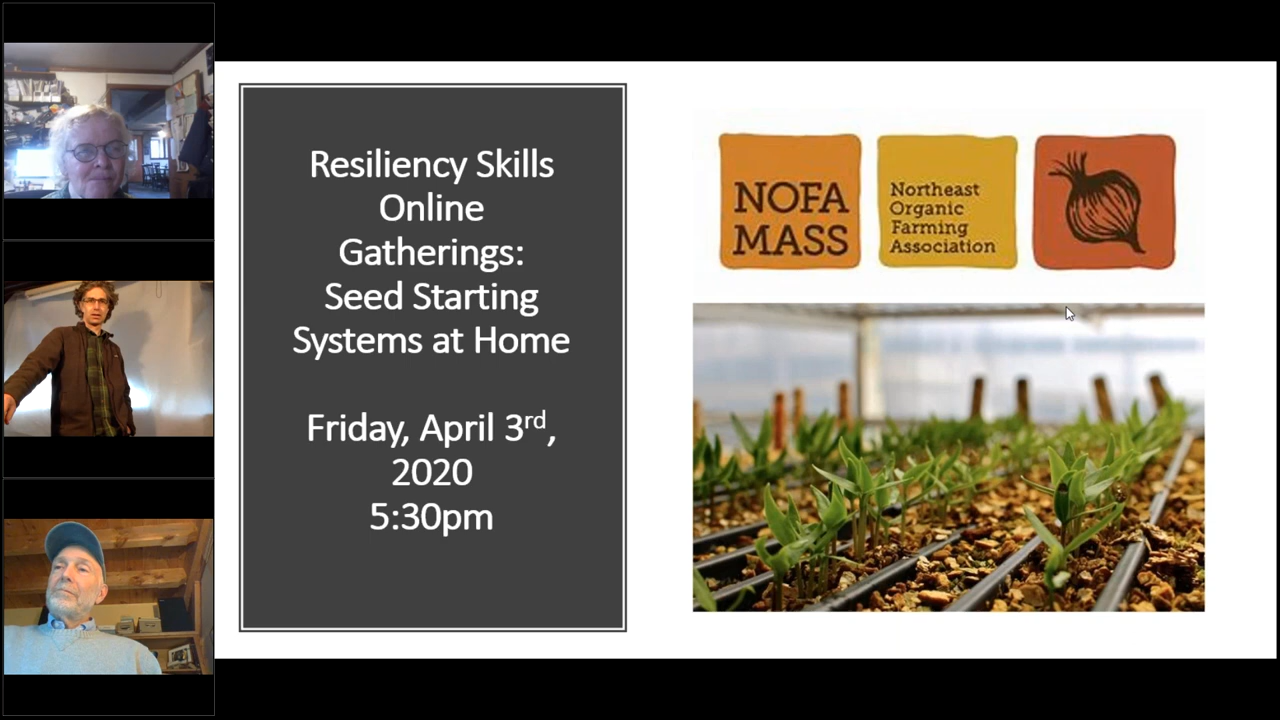 Resiliency Skills
Online
Gatherings:
Seed Starting
Systems at Home
Friday, April 3rd,
2020
5:30pm
NOFA
MASS
Northeast
Organic
Farming
Association